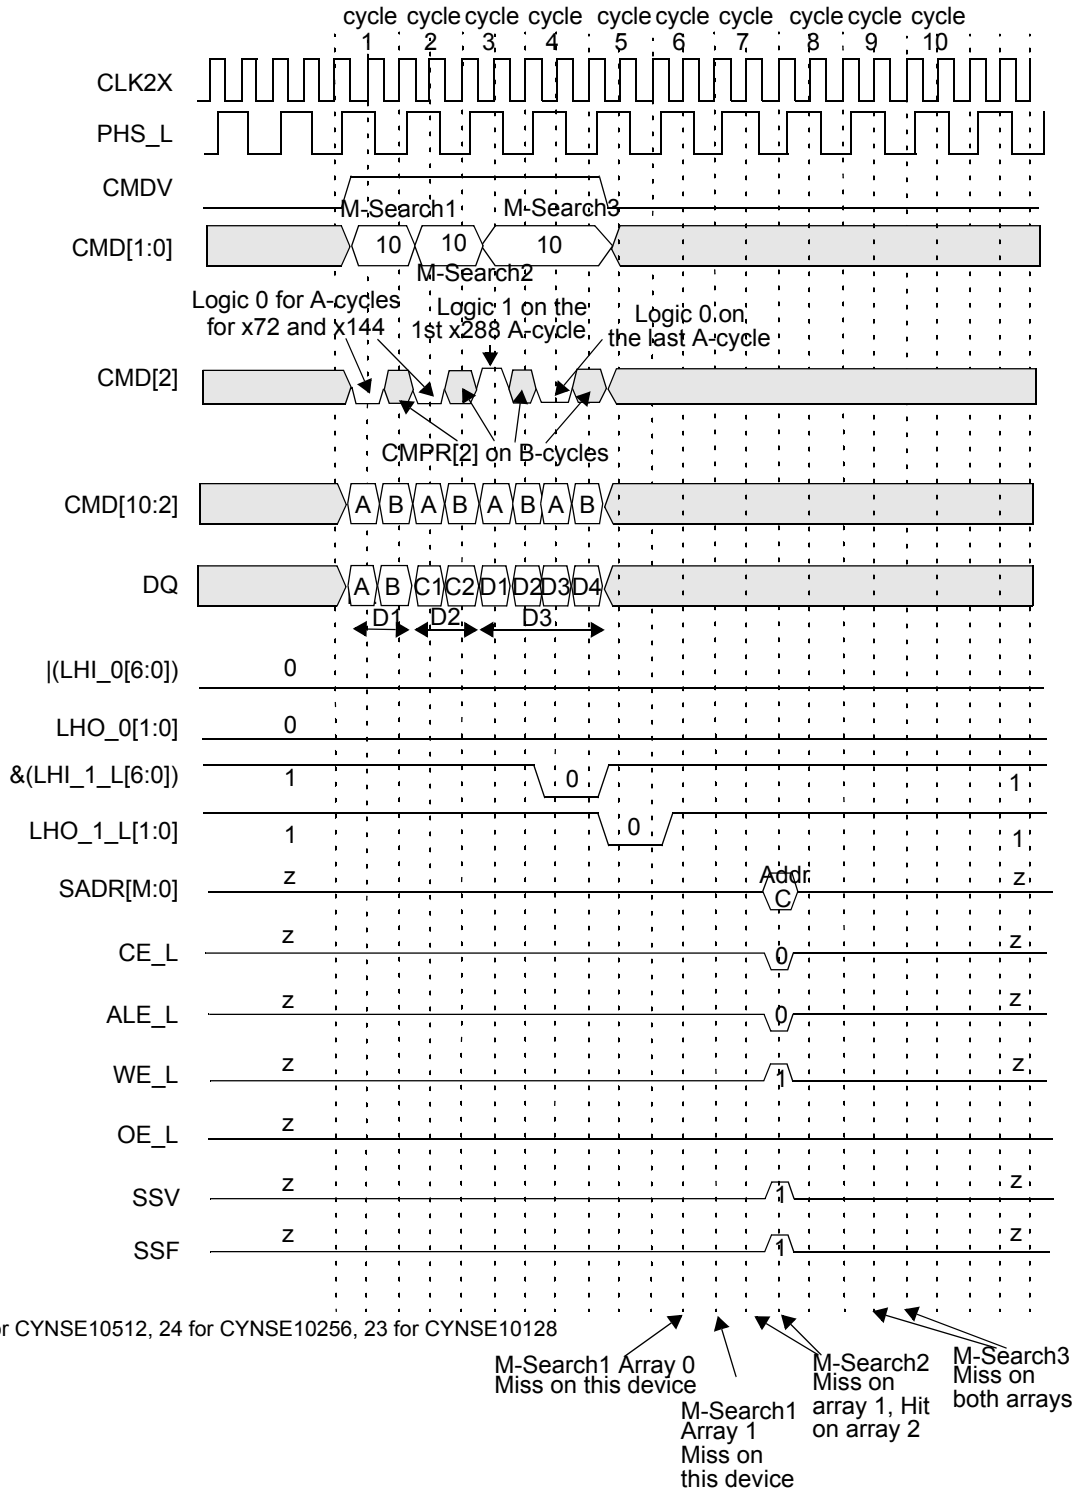 cycle cycle cycle cycle cycle cycle cycle cycle cycle cycle
1 2 3 4 5 6 7 8 9 10
CLK2X
PHS_L
CMDV
M-Search1 M-Search3
CMD[1:0] 10 10 10
M-Search2
Logic 0 for A-cycles
for x72 and x144
Logic 1 on the
1st x288 A-cycle
Logic 0 on
the last A-cycle
CMD[2]
CMPR[2] on B-cycles
CMD[10:2] A B A B A B A B
DQ A B C1 C2 D1 D2 D3 D4
D1 D2 D3
|(LHI_0[6:0]) 0
LHO_0[1:0] 0
&(LHI_1_L[6:0]) 1 0 1
LHO_1_L[1:0] 1 0 1
Addr
SADR[M:0] z C z
CE_L z 0 z
ALE_L z 0 z
WE_L z 1 z
OE_L z
SSV z 1 z
SSF z 1 z
r CYNSE10512, 24 for CYNSE10256, 23 for CYNSE10128
M-Search1 Array 0
Miss on this device
M-Search1
Array 1
Miss on
this device
M-Search2
Miss on
array 1, Hit
on array 2
M-Search3
Miss on
both arrays